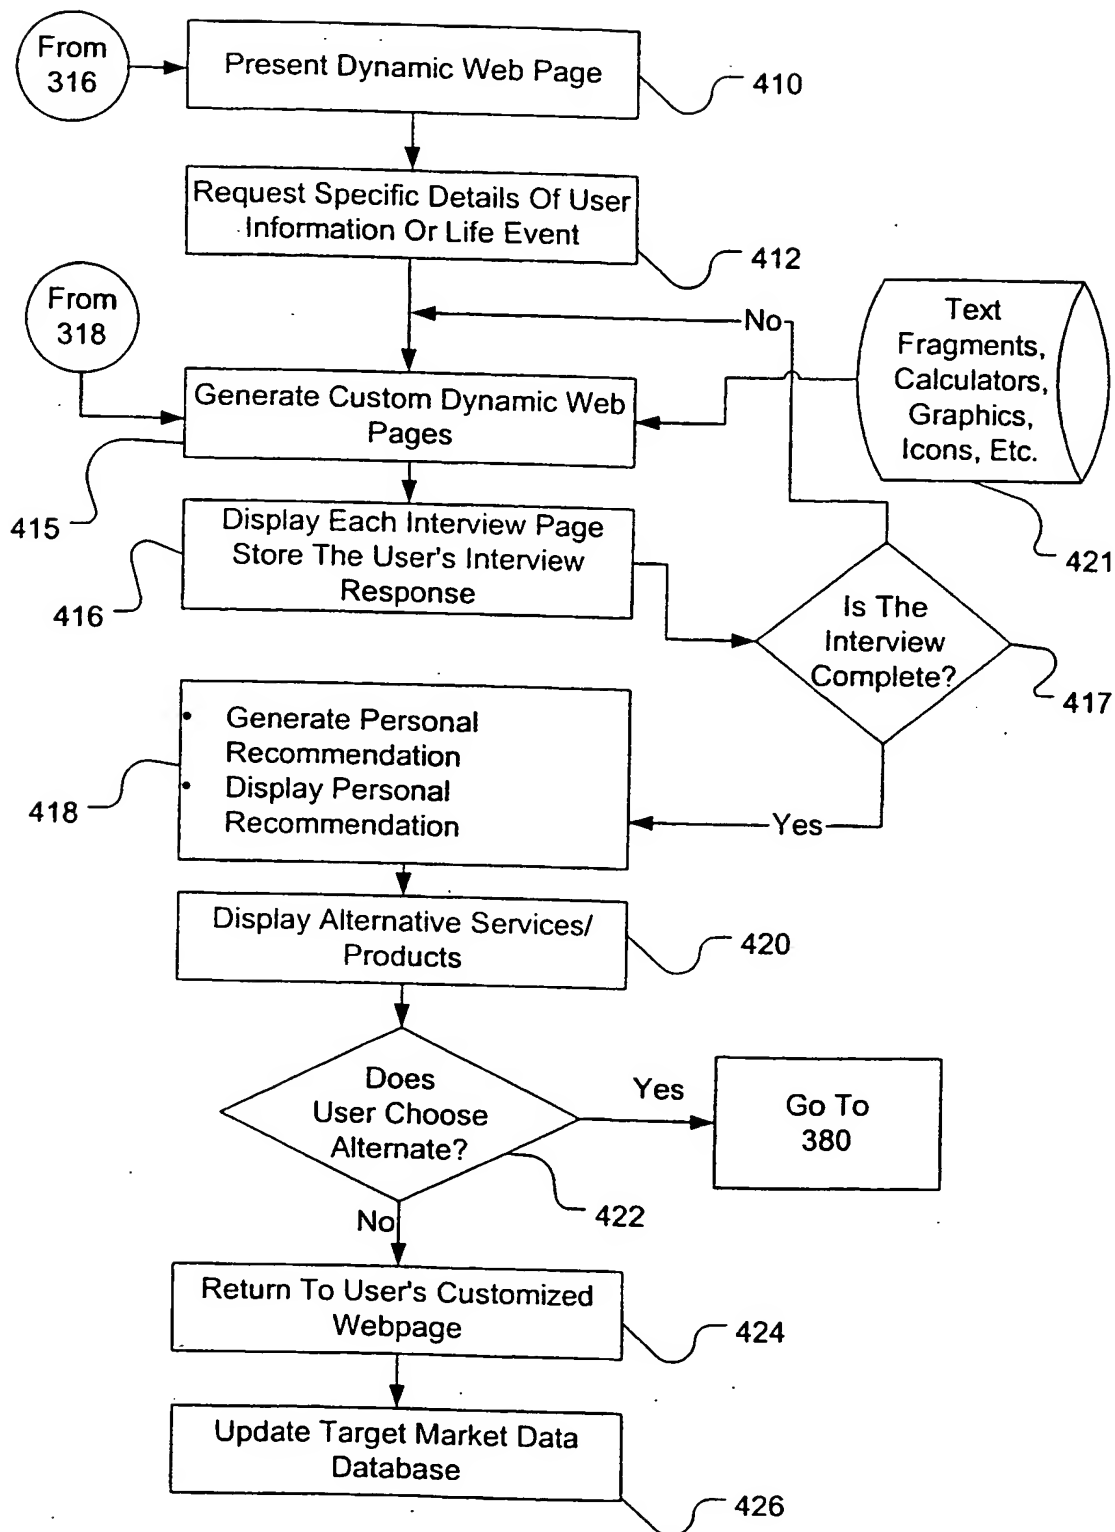 From
316
Present Dynamic Web Page
410
Request Specific Details Of User
Information Or Life Event
412
From
318
No
Text
Fragments,
Calculators,
Graphics,
Icons, Etc.
421
Generate Custom Dynamic Web
Pages
415
Display Each Interview Page
Store The User's Interview
Response
416
Is The
Interview
Complete?
417
• Generate Personal
Recommendation
• Display Personal
Recommendation
418
Yes
Display Alternative Services/
Products
420
Does
User Choose
Alternate?
422
Yes
Go To
380
No
Return To User's Customized
Webpage
424
Update Target Market Data
Database
426